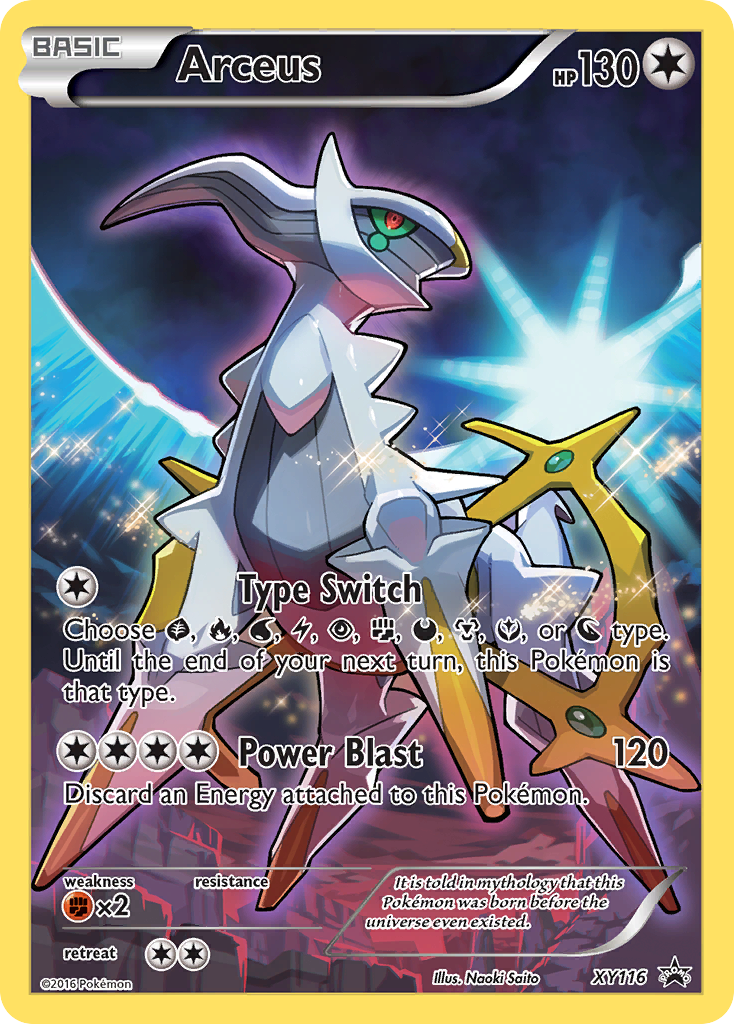 BASIC
Arceus
HP130
Type Switch
Choose , , , , , , , , , or type.
Until the end of your next turn, this Pokémon is
that type.
Power Blast 120
Discard an Energy attached to this Pokémon.
weakness resistance
×2
It is told in mythology that this
Pokémon was born before the
universe even existed.
retreat
©2016 Pokémon
Illus. Naoki Saito
XY116
PROMO